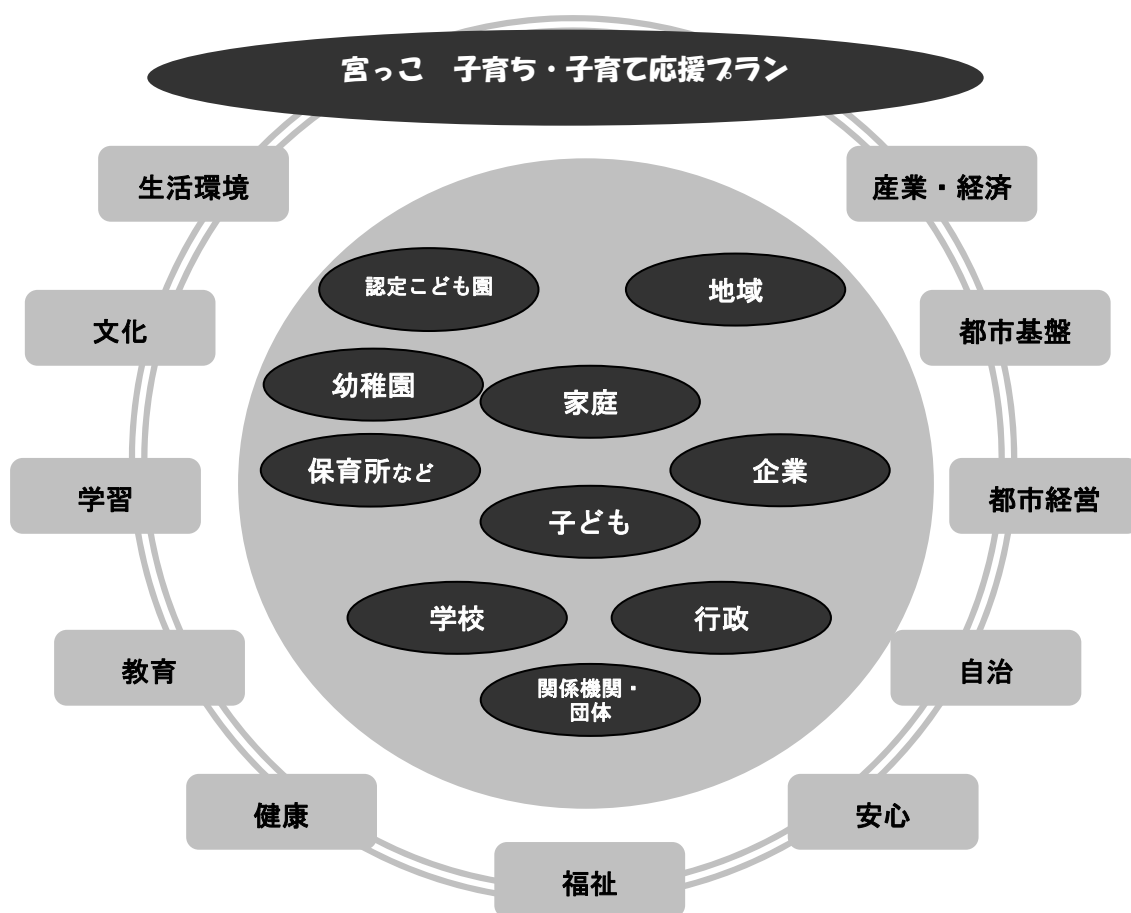 宮っこ　子育ち・子育て応援プラン
生活環境
産業・経済
認定こども園
地域
文化
都市基盤
幼稚園
家庭
保育所など
企業
学習
都市経営
子ども
学校
行政
教育
自治
関係機関・
団体
健康
安心
福祉